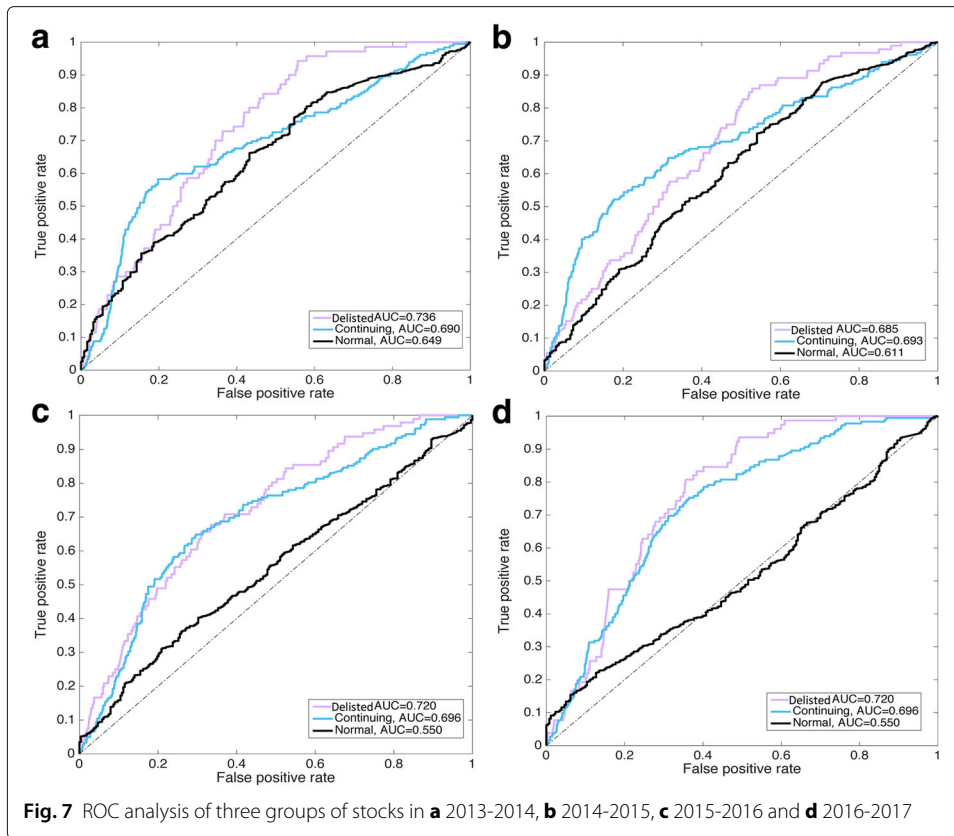 a
1
0.9
0.8
0.7
0.6
0.5
0.4
0.3
0.2
0.1
0
True positive rate
DelistedAUC=0.736
Continuing, AUC=0.690
Normal, AUC=0.649
0 0.2 0.4 0.6 0.8 1
False positive rate
b
1
0.9
0.8
0.7
0.6
0.5
0.4
0.3
0.2
0.1
0
True positive rate
Delisted AUC=0.685
Continuing, AUC=0.693
Normal, AUC=0.611
0 0.2 0.4 0.6 0.8 1
False positive rate
c
1
0.9
0.8
0.7
0.6
0.5
0.4
0.3
0.2
0.1
0
True positive rate
DelistedAUC=0.720
Continuing, AUC=0.696
Normal, AUC=0.550
0 0.2 0.4 0.6 0.8 1
False positive rate
d
1
0.9
0.8
0.7
0.6
0.5
0.4
0.3
0.2
0.1
0
True positive rate
DelistedAUC=0.720
Continuing, AUC=0.696
Normal, AUC=0.550
0 0.2 0.4 0.6 0.8 1
False positive rate
Fig. 7 ROC analysis of three groups of stocks in a 2013-2014, b 2014-2015, c 2015-2016 and d 2016-2017